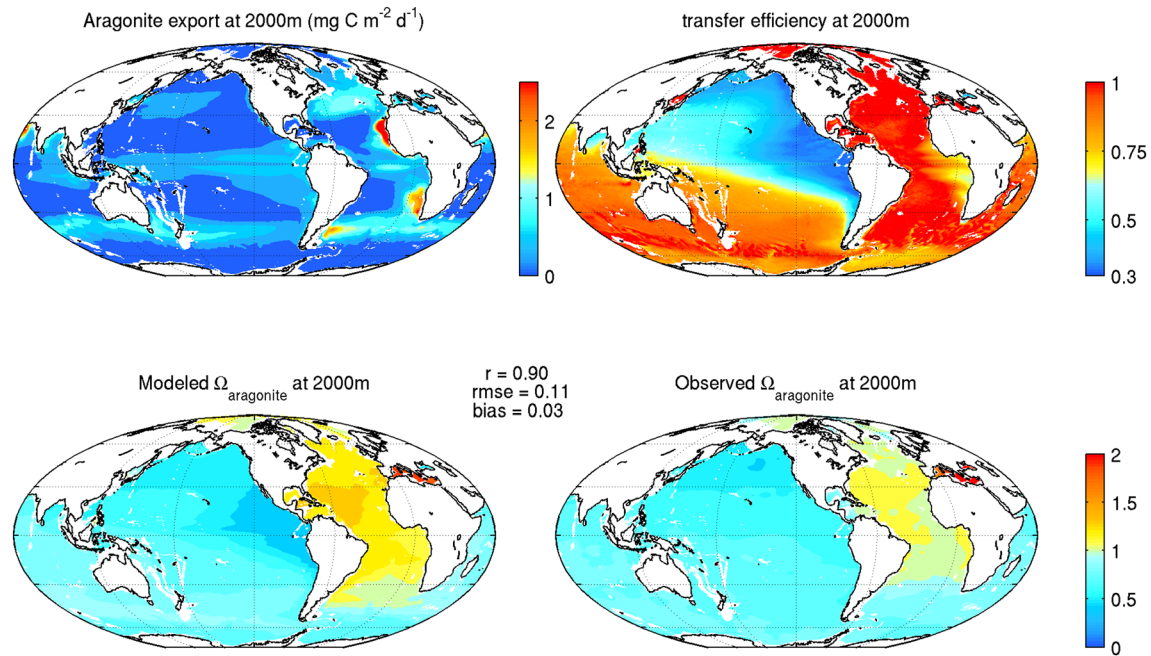 Aragonite export at 2000m (mg C m⁻² d⁻¹)
transfer efficiency at 2000m
2
1
0
1
0.75
0.5
0.3
Modeled Ω_aragonite at 2000m
r = 0.90
rmse = 0.11
bias = 0.03
Observed Ω_aragonite at 2000m
2
1.5
1
0.5
0